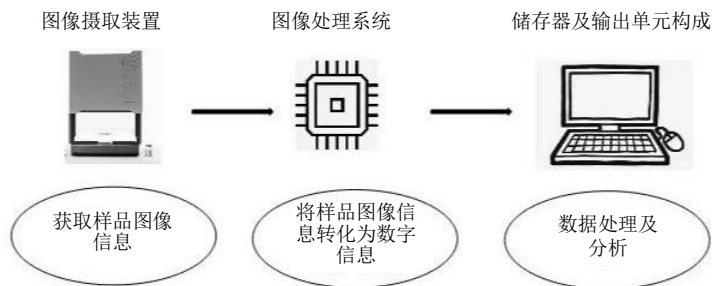 图像摄取装置
图像处理系统
储存器及输出单元构成
获取样品图像
信息
将样品图像信
息转化为数字
信息
数据处理及
分析